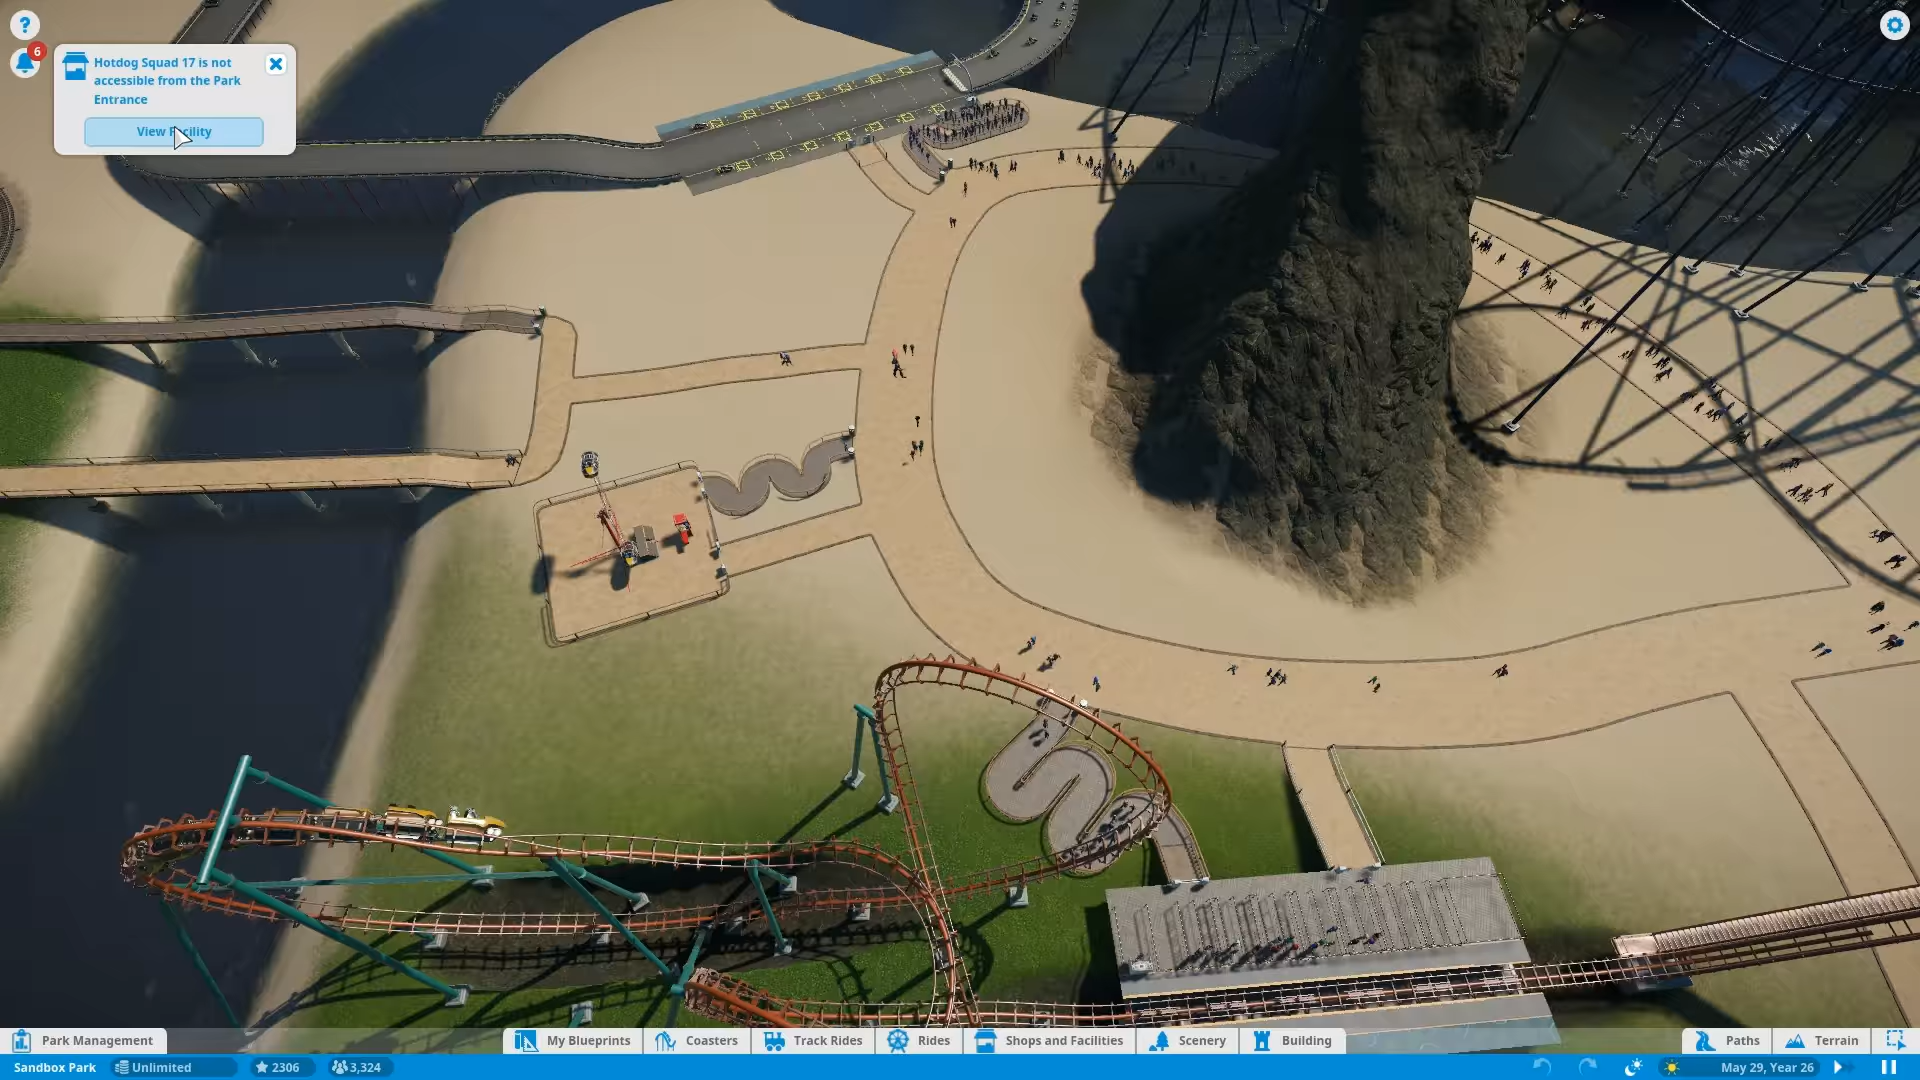 ?
6
Hotdog Squad 17 is not
accessible from the Park
Entrance
View Facility
Park Management
My Blueprints
Coasters
Track Rides
Rides
Shops and Facilities
Scenery
Building
Paths
Terrain
Sandbox Park
Unlimited
2306
3,324
May 29, Year 26